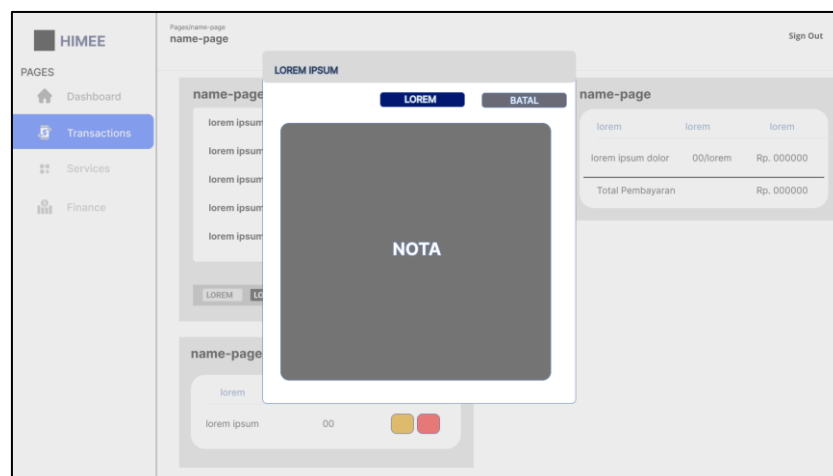 HIMEE
PAGES
Dashboard
Transactions
Services
Finance
Pages/name-page
name-page
Sign Out
name-page
lorem ipsum
lorem ipsum
lorem ipsum
lorem ipsum
lorem ipsum
LOREM
name-page
lorem
lorem ipsum 00
LOREM IPSUM
LOREM BATAL
NOTA
name-page
lorem lorem lorem
lorem ipsum dolor 00/lorem Rp. 000000
Total Pembayaran Rp. 000000